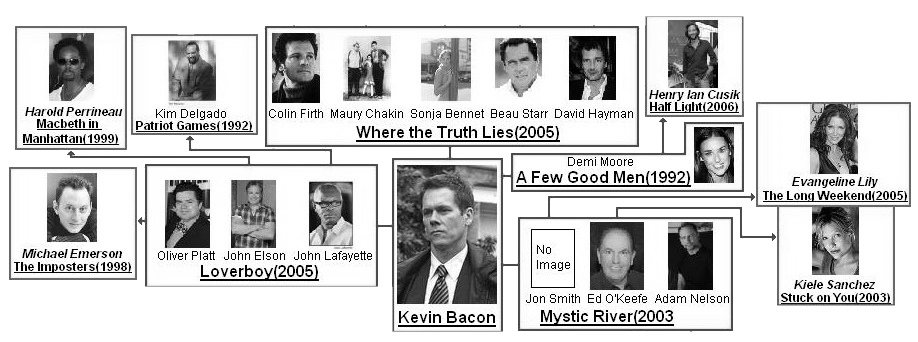 Harold Perrineau
Macbeth in
Manhattan(1999)
Kim Delgado
Patriot Games(1992)
Colin Firth Maury Chakin Sonja Bennet Beau Starr David Hayman
Where the Truth Lies(2005)
Henry Ian Cusik
Half Light(2006)
Demi Moore
A Few Good Men(1992)
Evangeline Lily
The Long Weekend(2005)
Michael Emerson
The Imposters(1998)
Oliver Platt John Elson John Lafayette
Loverboy(2005)
Kevin Bacon
No
Image
Jon Smith Ed O'Keefe Adam Nelson
Mystic River(2003
Kiele Sanchez
Stuck on You(2003)